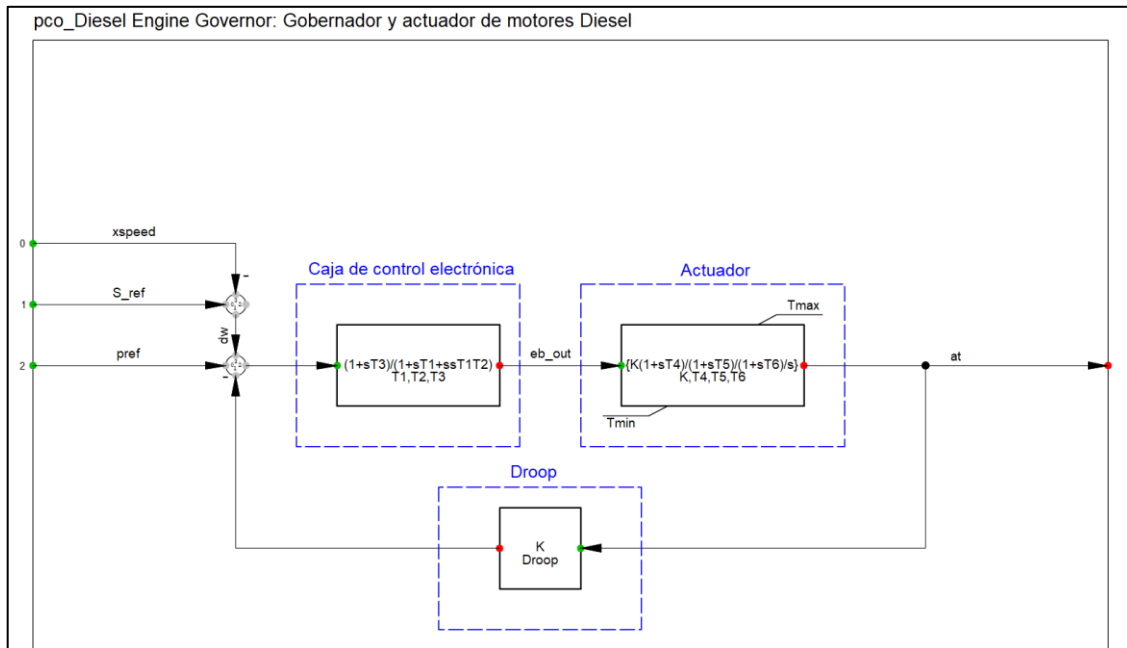 pco_Diesel Engine Governor: Gobernador y actuador de motores Diesel
0
xspeed
-
1
S_ref
dw
2
pref
-
Caja de control electrónica
(1+sT3)/(1+sT1+ssT1T2)
T1,T2,T3
eb_out
Actuador
Tmax
{K(1+sT4)/(1+sT5)/(1+sT6)/s}
K,T4,T5,T6
Tmin
at
Droop
K
Droop